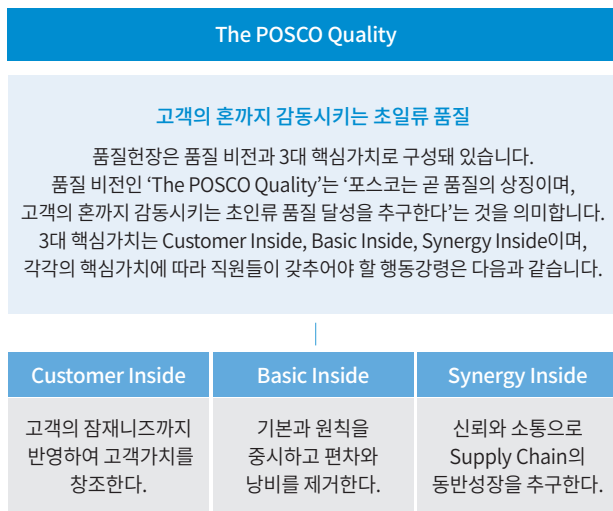 The POSCO Quality
고객의 혼까지 감동시키는 초일류 품질
품질헌장은 품질 비전과 3대 핵심가치로 구성돼 있습니다.
품질 비전인 ‘The POSCO Quality’는 ‘포스코는 곧 품질의 상징이며,
고객의 혼까지 감동시키는 초인류 품질 달성을 추구한다’는 것을 의미합니다.
3대 핵심가치는 Customer Inside, Basic Inside, Synergy Inside이며,
각각의 핵심가치에 따라 직원들이 갖추어야 할 행동강령은 다음과 같습니다.
Customer Inside
고객의 잠재니즈까지
반영하여 고객가치를
창조한다.
Basic Inside
기본과 원칙을
중시하고 편차와
낭비를 제거한다.
Synergy Inside
신뢰와 소통으로
Supply Chain의
동반성장을 추구한다.